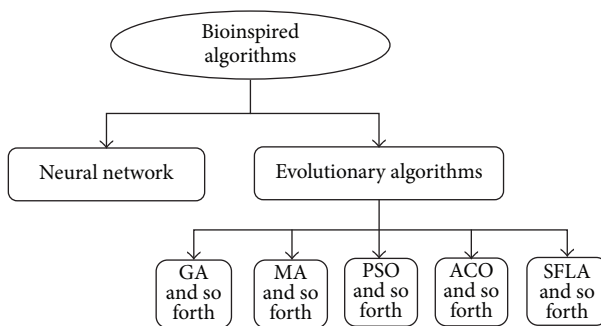 Bioinspired
algorithms
Neural network
Evolutionary algorithms
GA
and so
forth
MA
and so
forth
PSO
and so
forth
ACO
and so
forth
SFLA
and so
forth